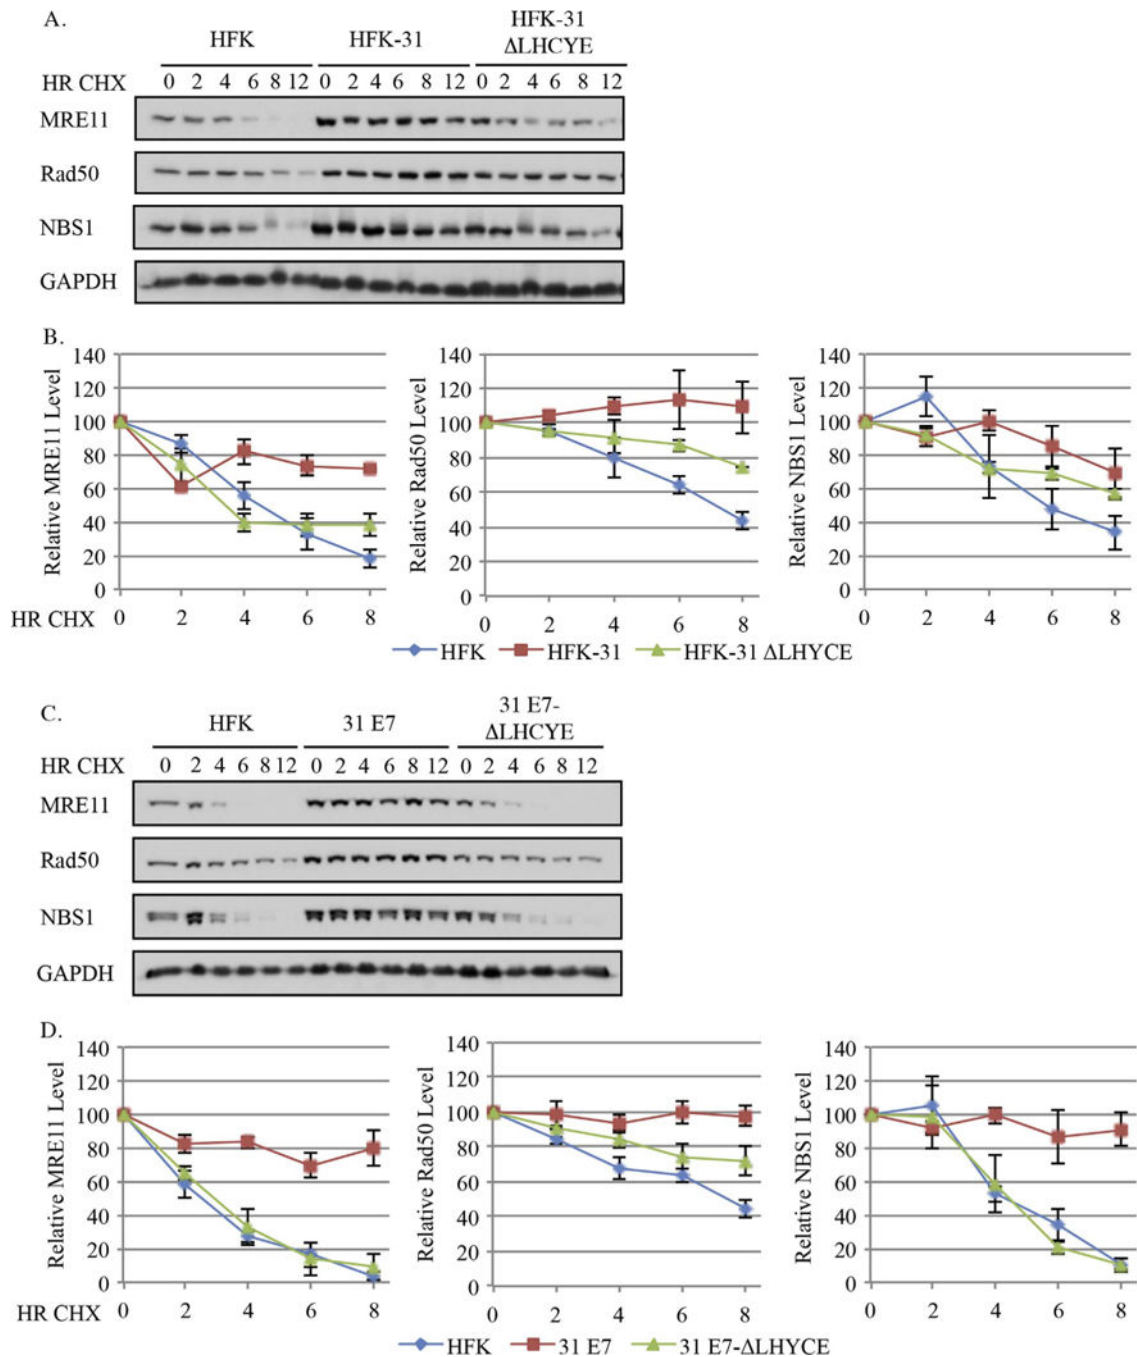 A.
HFK HFK-31 HFK-31
ΔLHCYE
HR CHX 0 2 4 6 8 12 0 2 4 6 8 12 0 2 4 6 8 12
MRE11
Rad50
NBS1
GAPDH
B.
Relative MRE11 Level
140
120
100
80
60
40
20
0
HR CHX 0 2 4 6 8
Relative Rad50 Level
140
120
100
80
60
40
20
0
0 2 4 6 8
Relative NBS1 Level
140
120
100
80
60
40
20
0
0 2 4 6 8
HFK HFK-31 HFK-31 ΔLHYCE
C.
HFK 31 E7 31 E7-
ΔLHCYE
HR CHX 0 2 4 6 8 12 0 2 4 6 8 12 0 2 4 6 8 12
MRE11
Rad50
NBS1
GAPDH
D.
Relative MRE11 Level
140
120
100
80
60
40
20
0
HR CHX 0 2 4 6 8
Relative Rad50 Level
140
120
100
80
60
40
20
0
0 2 4 6 8
Relative NBS1 Level
140
120
100
80
60
40
20
0
0 2 4 6 8
HFK 31 E7 31 E7-ΔLHYCE